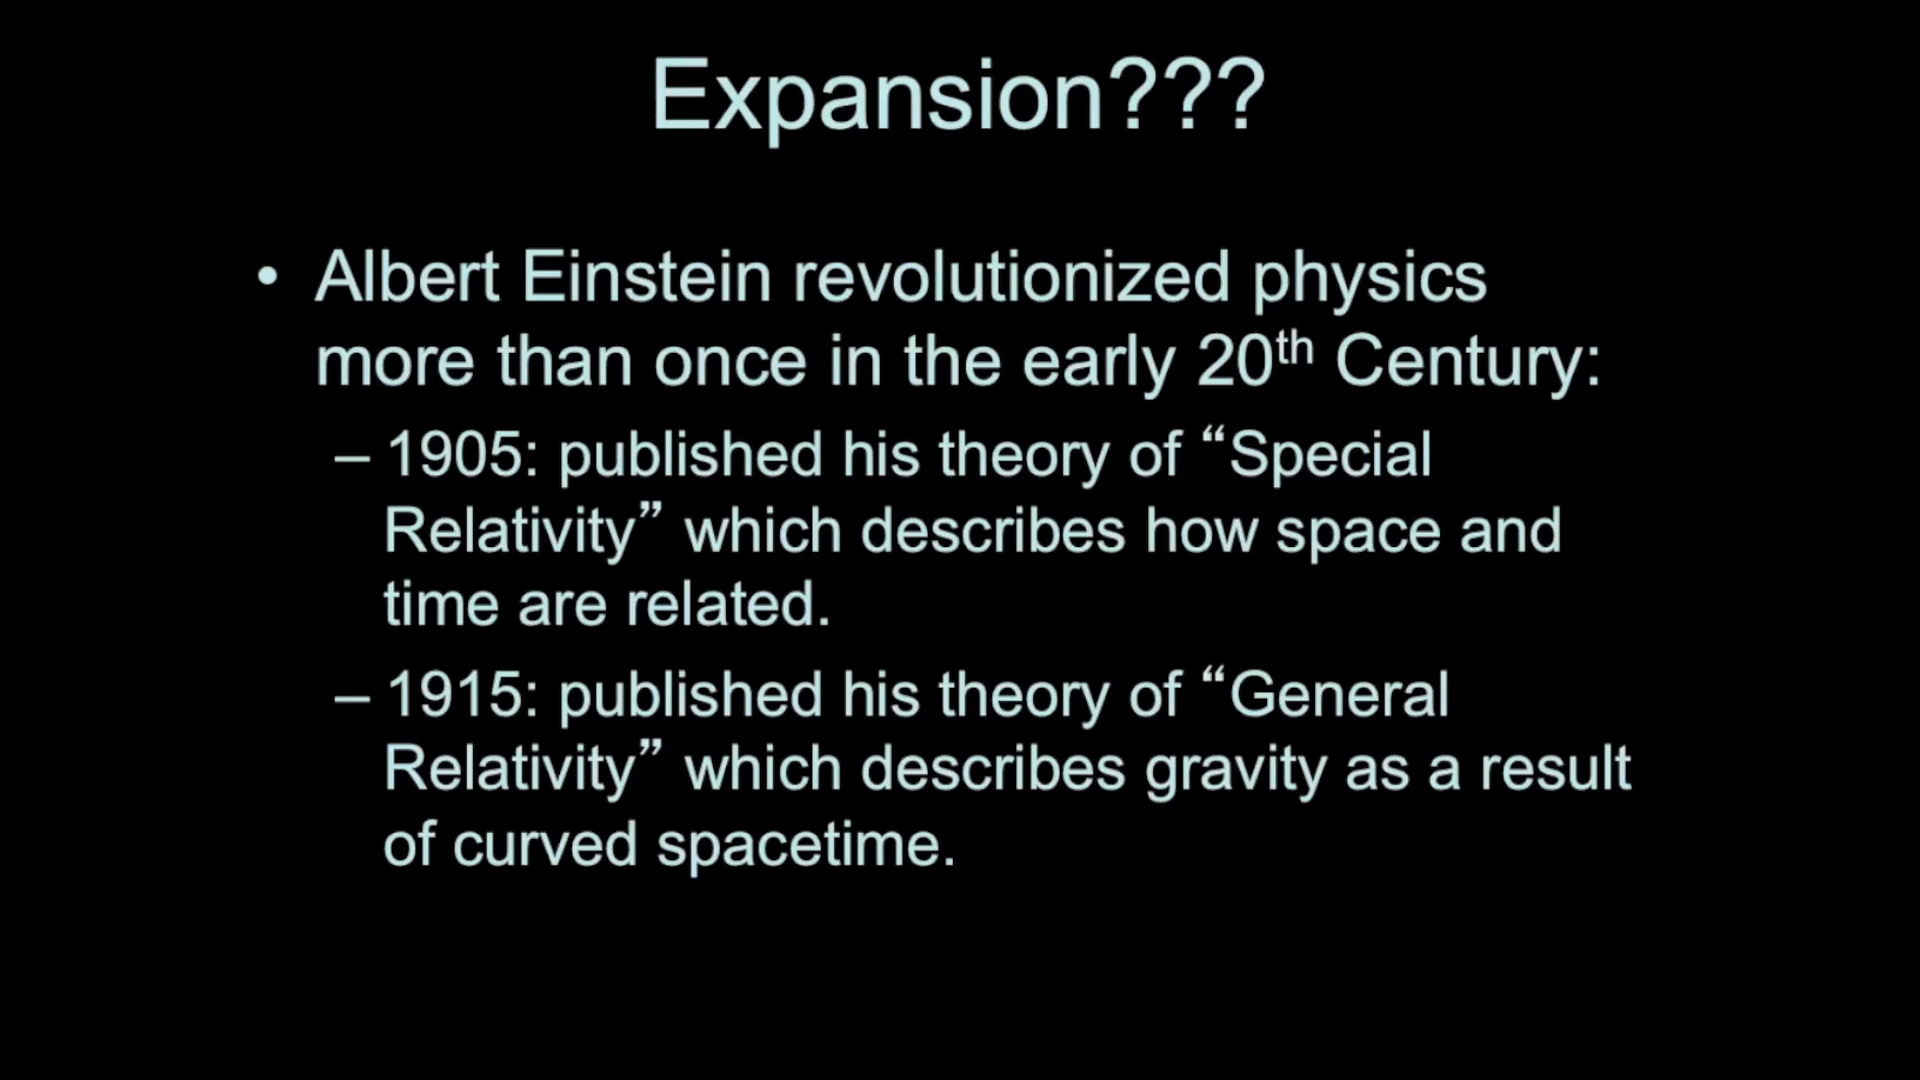 Expansion???
• Albert Einstein revolutionized physics
more than once in the early 20th Century:
– 1905: published his theory of “Special
Relativity” which describes how space and
time are related.
– 1915: published his theory of “General
Relativity” which describes gravity as a result
of curved spacetime.